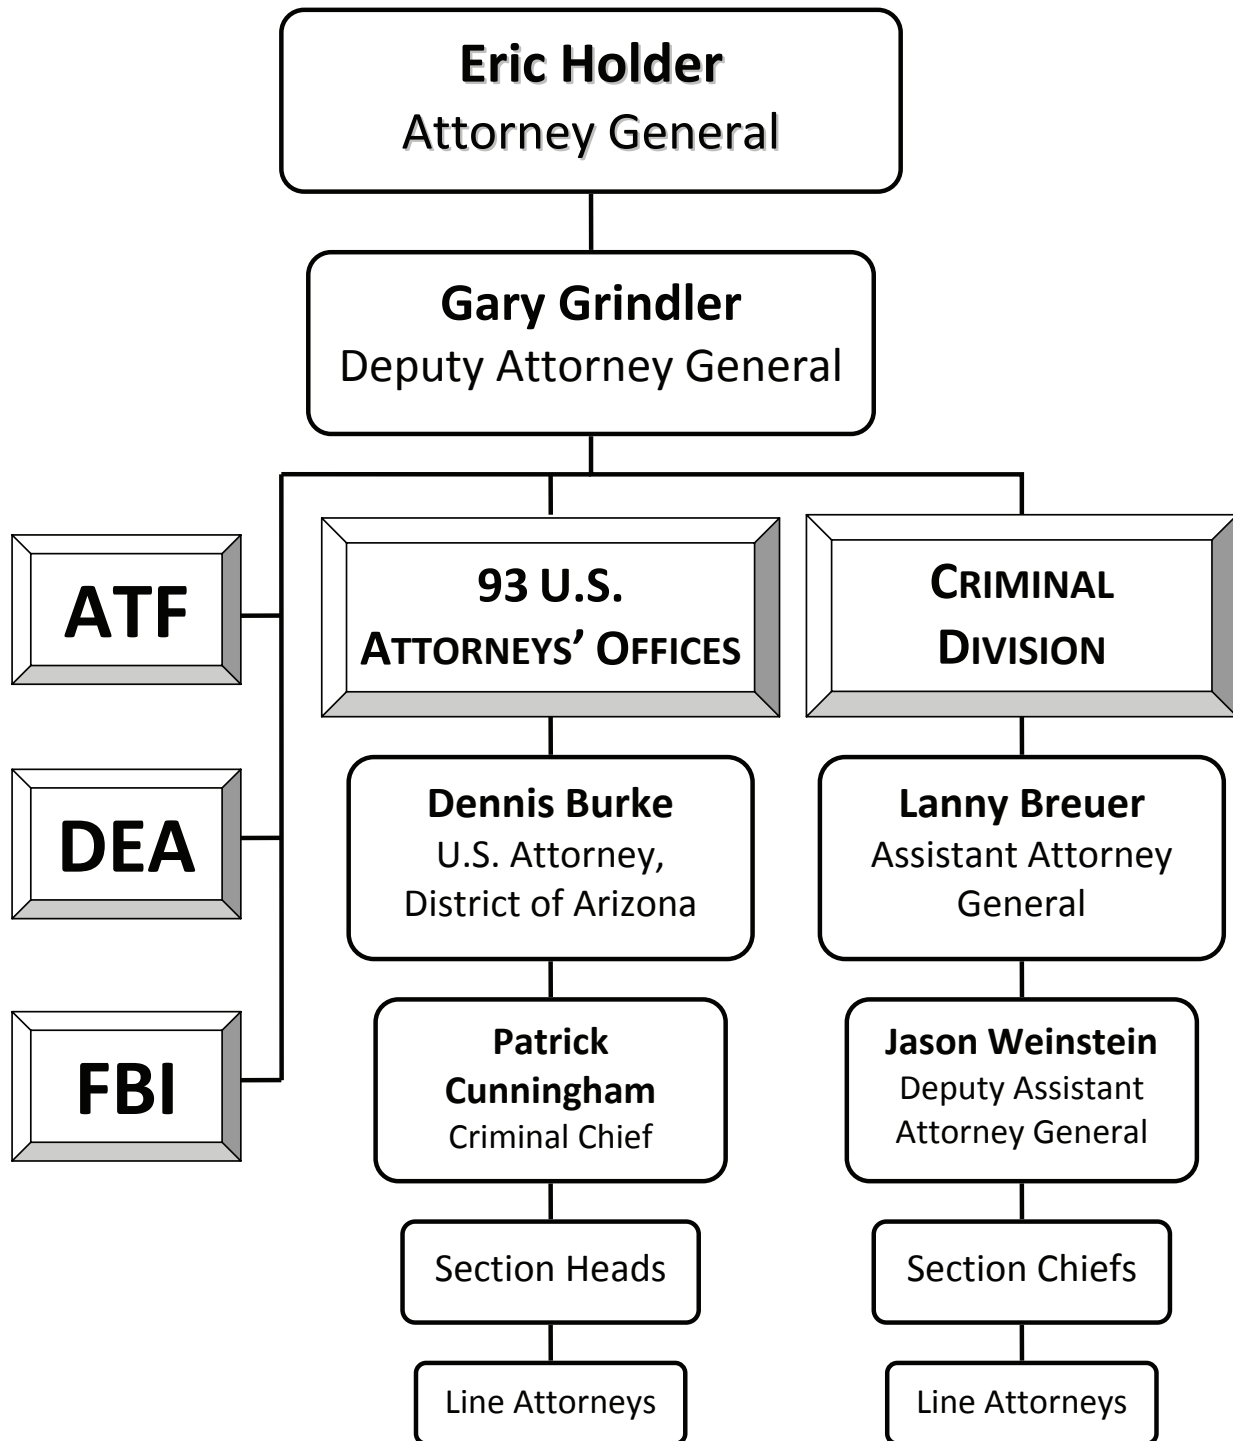 Eric Holder
Attorney General
Gary Grindler
Deputy Attorney General
ATF
DEA
FBI
93 U.S.
ATTORNEYS’ OFFICES
Dennis Burke
U.S. Attorney,
District of Arizona
Patrick
Cunningham
Criminal Chief
Section Heads
Line Attorneys
CRIMINAL
DIVISION
Lanny Breuer
Assistant Attorney
General
Jason Weinstein
Deputy Assistant
Attorney General
Section Chiefs
Line Attorneys